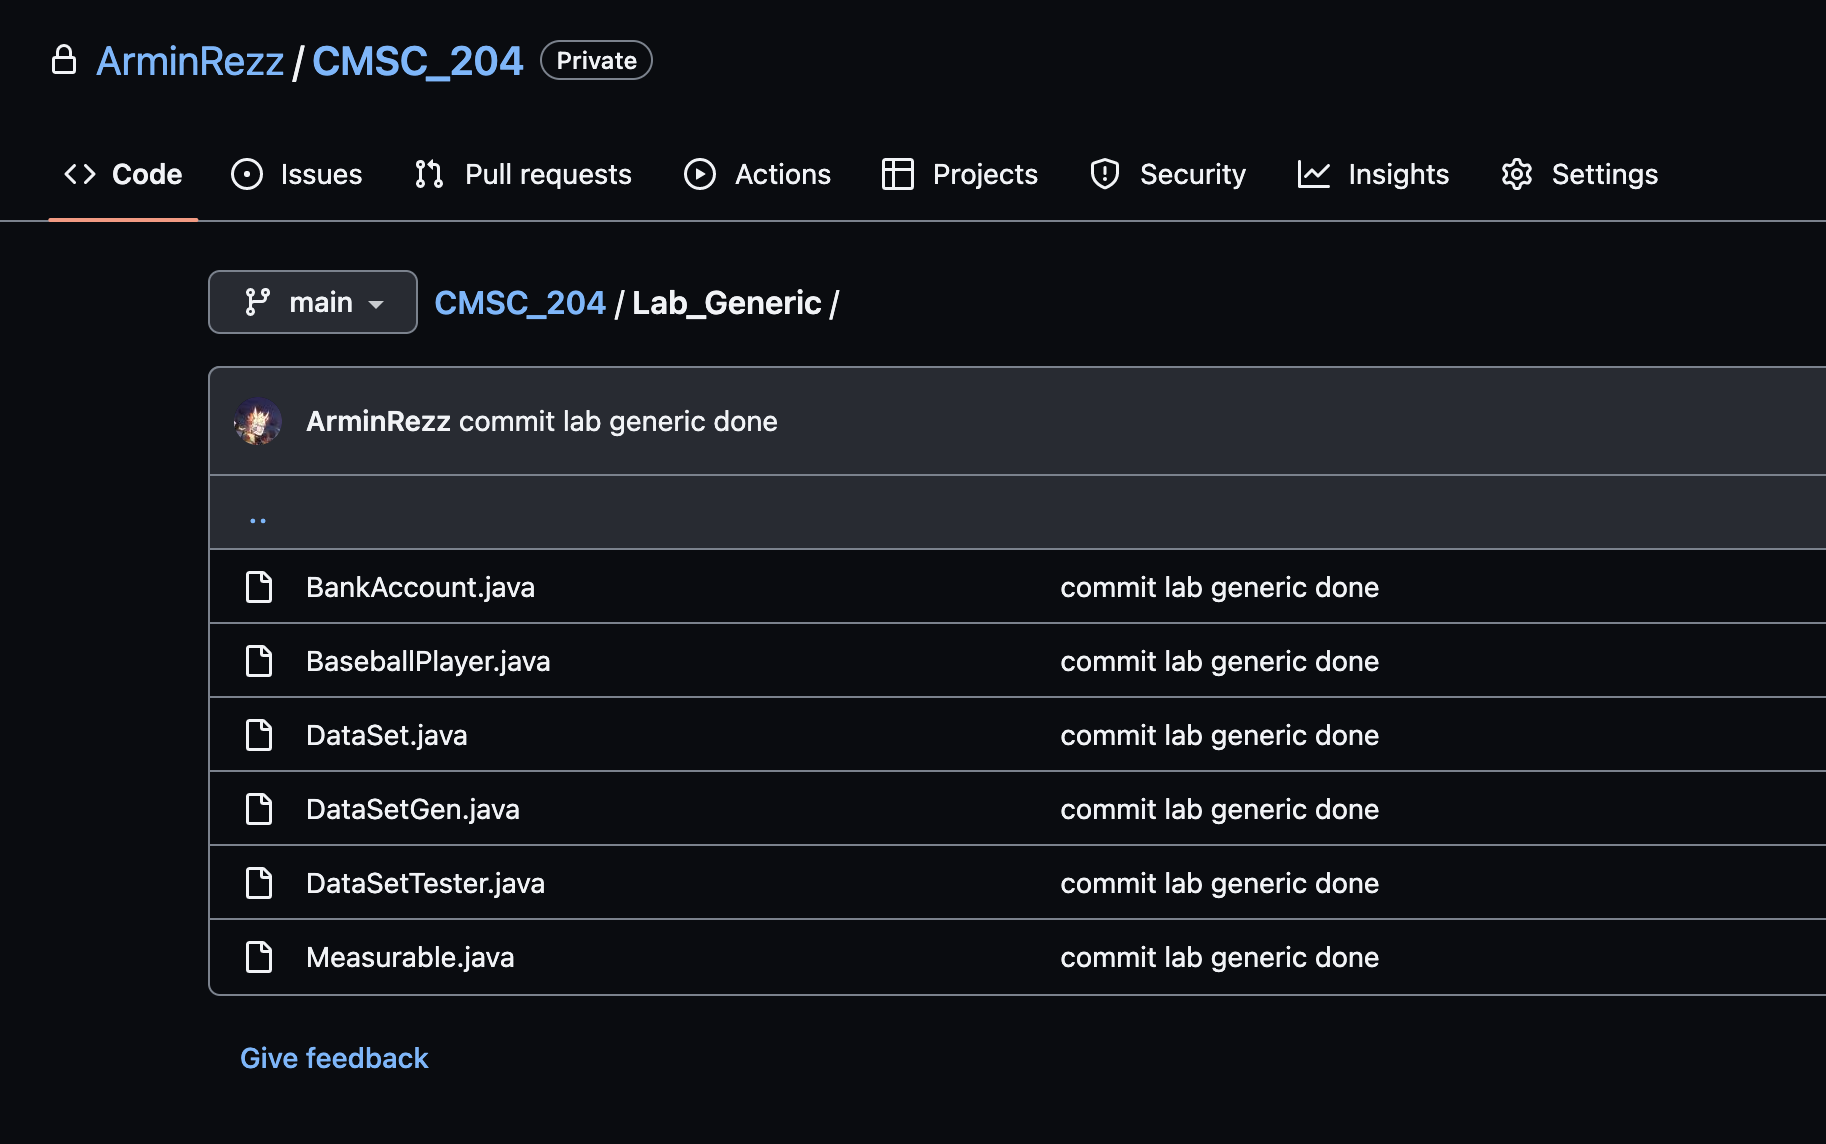 ArminRezz / CMSC_204 Private
Code Issues Pull requests Actions Projects Security Insights Settings
main CMSC_204 / Lab_Generic /
ArminRezz commit lab generic done
..
BankAccount.java commit lab generic done
BaseballPlayer.java commit lab generic done
DataSet.java commit lab generic done
DataSetGen.java commit lab generic done
DataSetTester.java commit lab generic done
Measurable.java commit lab generic done
Give feedback